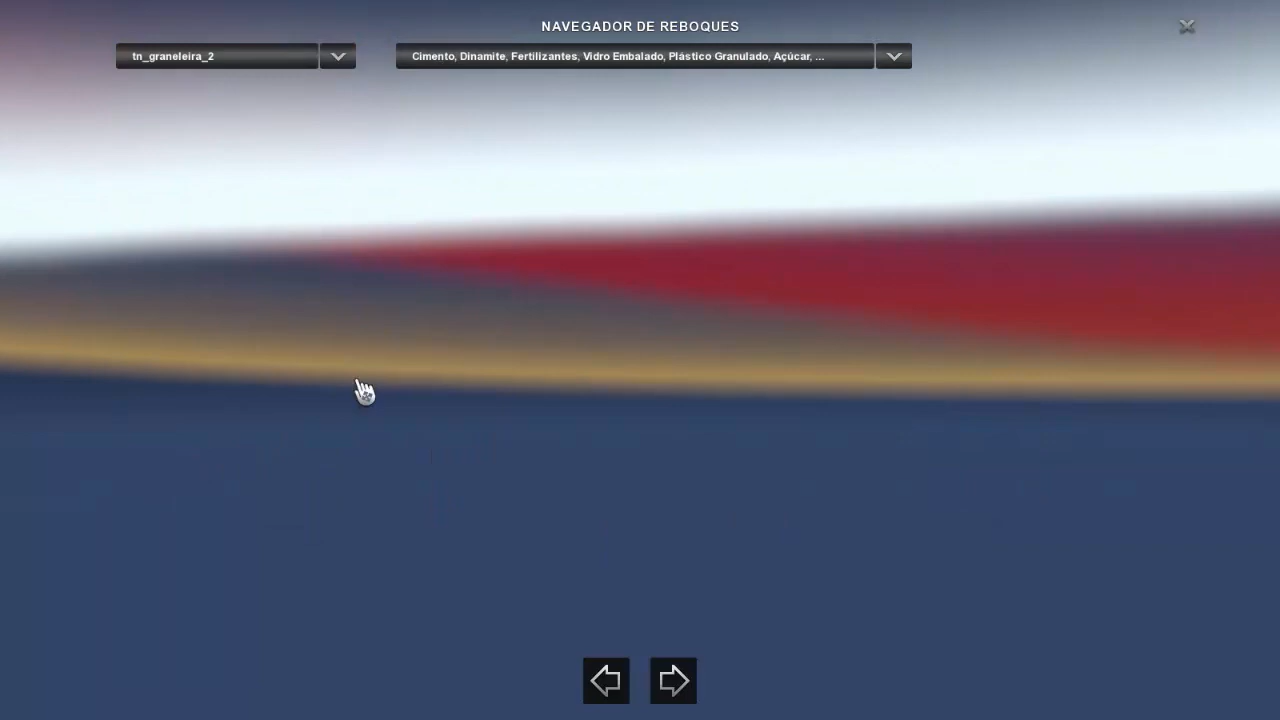 NAVEGADOR DE REBOQUES
tn_graneleira_2
Cimento, Dinamite, Fertilizantes, Vidro Embalado, Plástico Granulado, Açúcar, ...